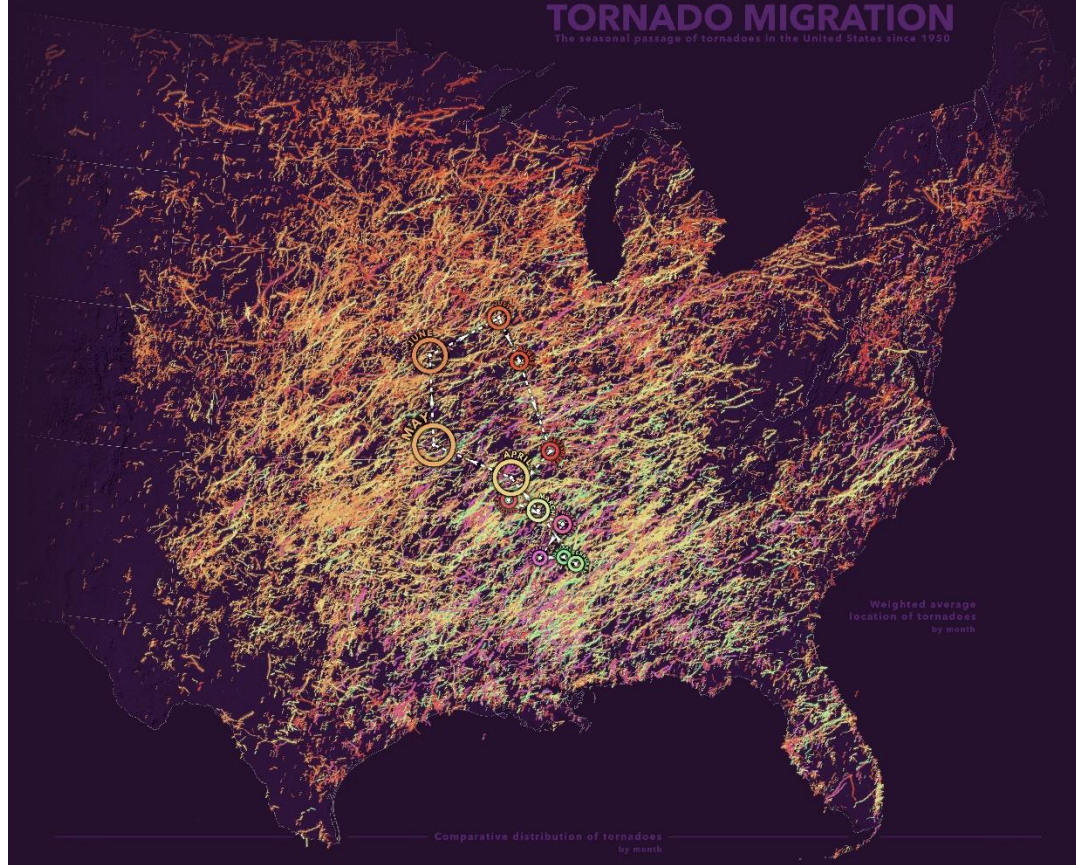 TORNADO MIGRATION
The seasonal passage of tornadoes in the United States since 1950
JUNE
MAY
APRIL
Weighted average
location of tornadoes
by month
Comparative distribution of tornadoes
by month